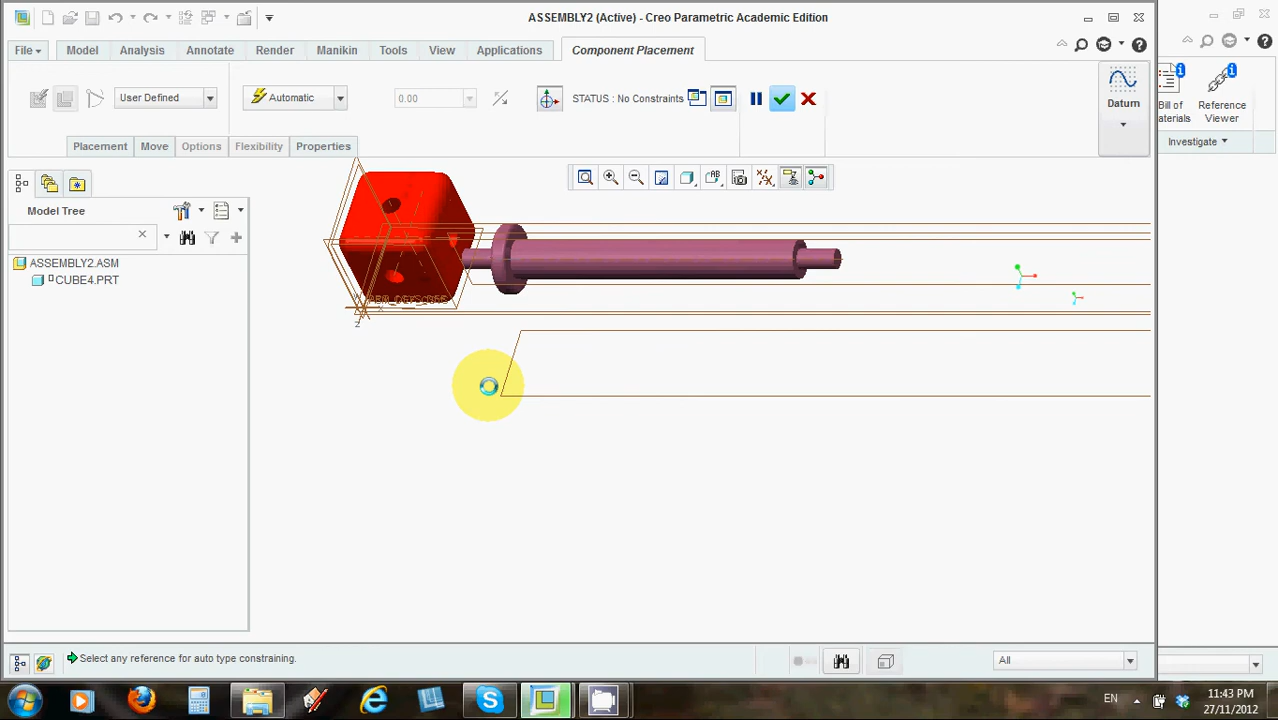 ASSEMBLY2 (Active) - Creo Parametric Academic Edition
File Model Analysis Annotate Render Manikin Tools View Applications Component Placement
User Defined Automatic 0.00 STATUS : No Constraints
Datum
Bill of
Materials
Reference
Viewer
Investigate
Placement Move Options Flexibility Properties
Model Tree
ASSEMBLY2.ASM
CUBE4.PRT
Z
Select any reference for auto type constraining.
All
EN
11:43 PM
27/11/2012